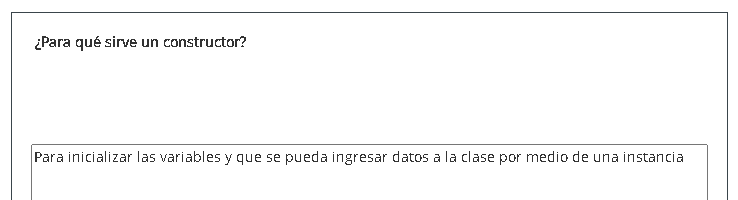 ¿Para qué sirve un constructor?
Para inicializar las variables y que se pueda ingresar datos a la clase por medio de una instancia